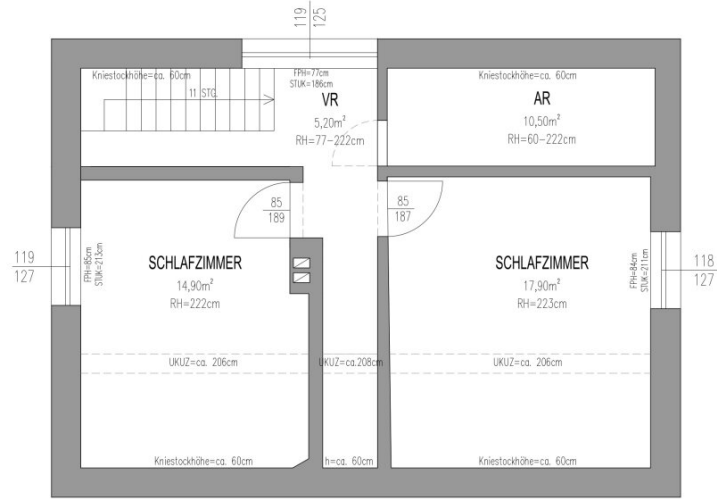 119
125
Kniestockhöhe=ca. 60cm
FPH=77cm
STUK=186cm
Kniestockhöhe=ca. 60cm
11 STG.
VR
5,20m²
RH=77-222cm
AR
10,50m²
RH=60-222cm
85
189
85
187
119
127
FPH=85cm
STUK=213cm
SCHLAFZIMMER
14,90m²
RH=222cm
SCHLAFZIMMER
17,90m²
RH=223cm
FPH=84cm
STUK=211cm
118
127
UKUZ=ca. 206cm
UKUZ=ca.208cm
UKUZ=ca. 206cm
Kniestockhöhe=ca. 60cm
h=ca. 60cm
Kniestockhöhe=ca. 60cm